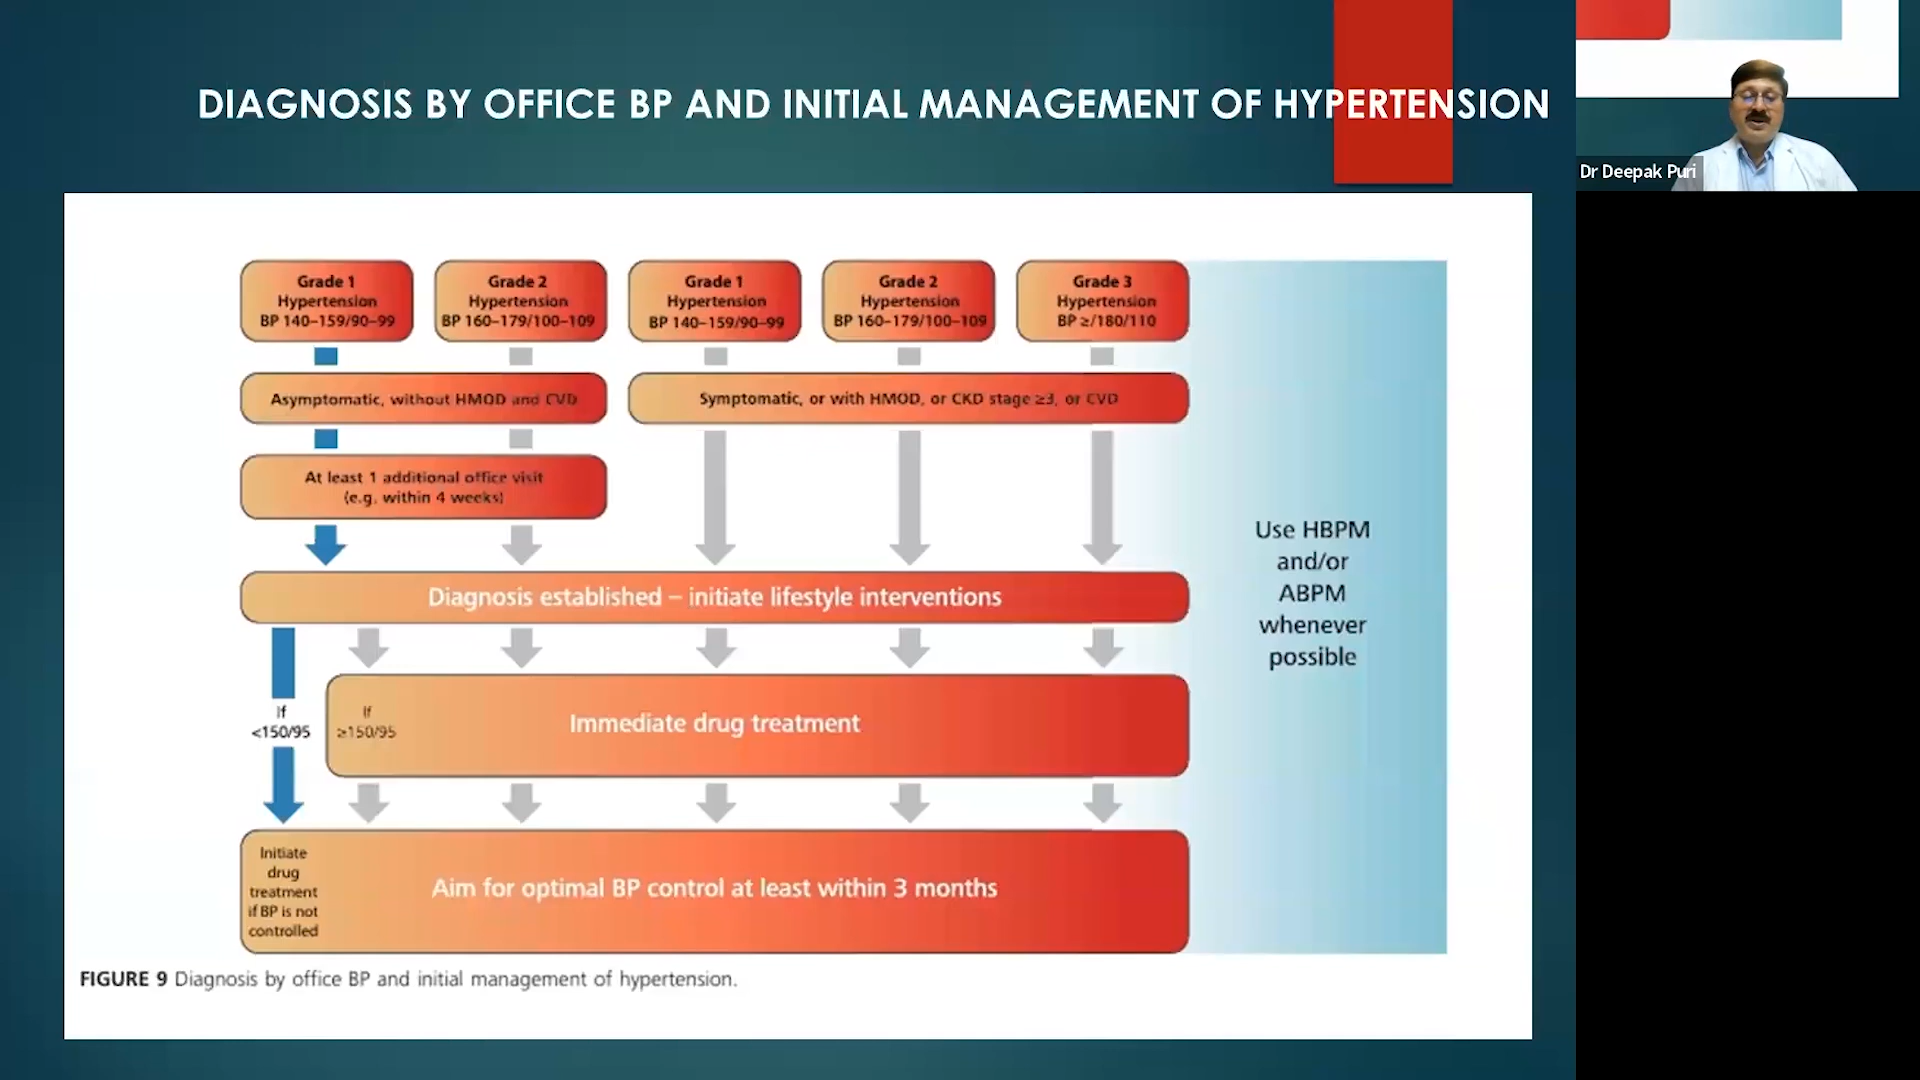 DIAGNOSIS BY OFFICE BP AND INITIAL MANAGEMENT OF HYPERTENSION
Dr Deepak Puri
Grade 1
Hypertension
BP 140–159/90–99
Grade 2
Hypertension
BP 160–179/100–109
Grade 1
Hypertension
BP 140–159/90–99
Grade 2
Hypertension
BP 160–179/100–109
Grade 3
Hypertension
BP ≥/180/110
Asymptomatic, without HMOD and CVD
Symptomatic, or with HMOD, or CKD stage ≥3, or CVD
At least 1 additional office visit
(e.g. within 4 weeks)
Diagnosis established – initiate lifestyle interventions
If
<150/95
If
≥150/95
Immediate drug treatment
Initiate
drug
treatment
if BP is not
controlled
Aim for optimal BP control at least within 3 months
Use HBPM
and/or
ABPM
whenever
possible
FIGURE 9 Diagnosis by office BP and initial management of hypertension.